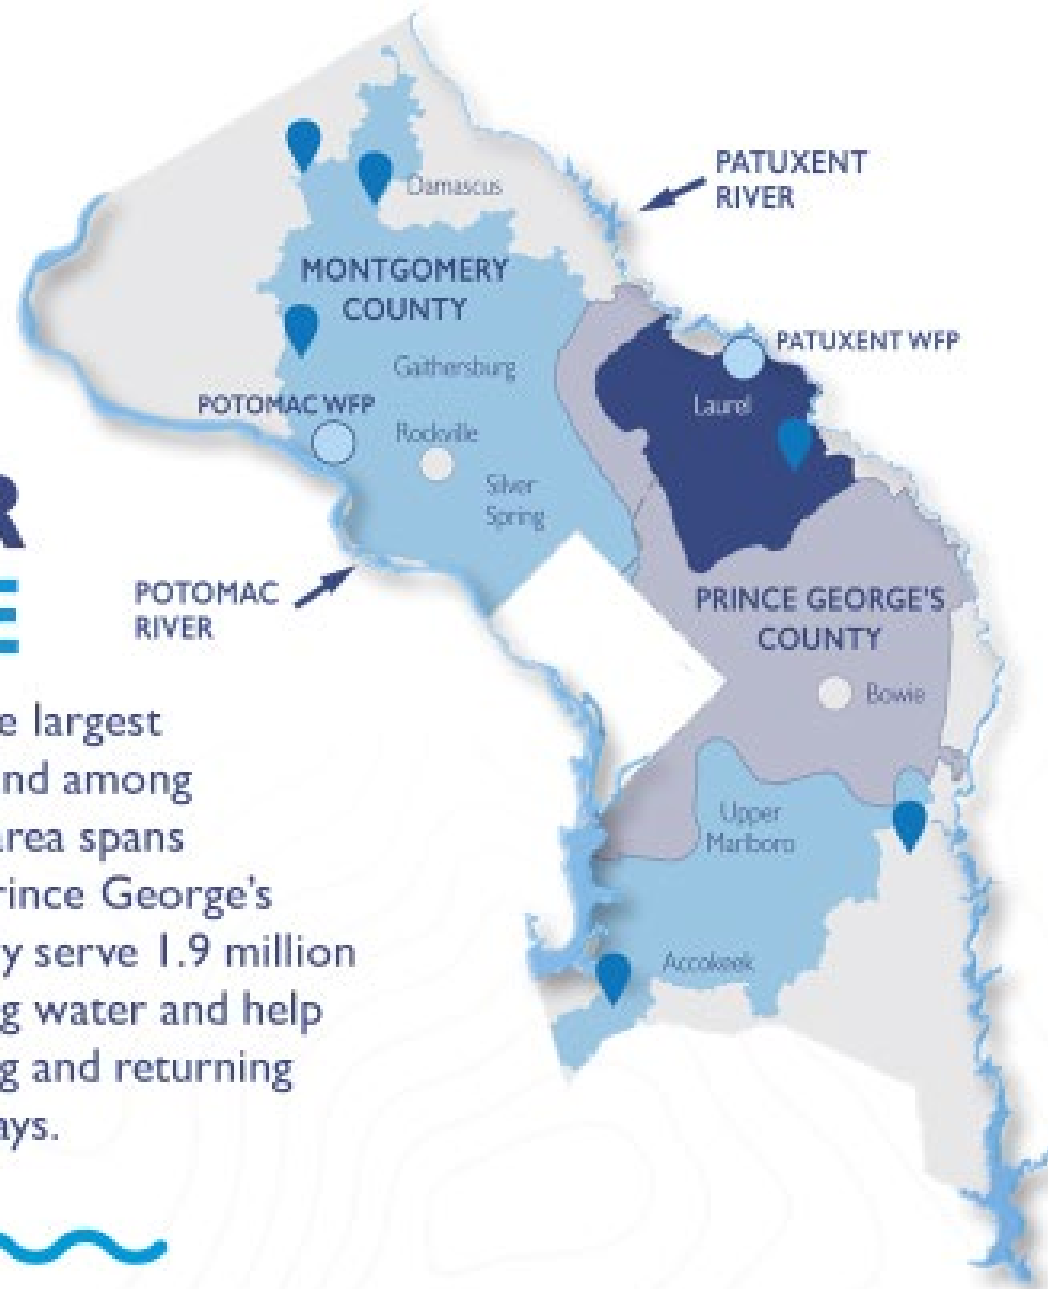 PATUXENT
RIVER
Damascus
MONTGOMERY
COUNTY
PATUXENT WFP
Gaithersburg
POTOMAC WFP
Laurel
Rockville
Silver
Spring
R
E
POTOMAC
RIVER
PRINCE GEORGE'S
COUNTY
Bowie
e largest
nd among
area spans
rince George's
y serve 1.9 million
g water and help
g and returning
ays.
Upper
Marlboro
Accokeek